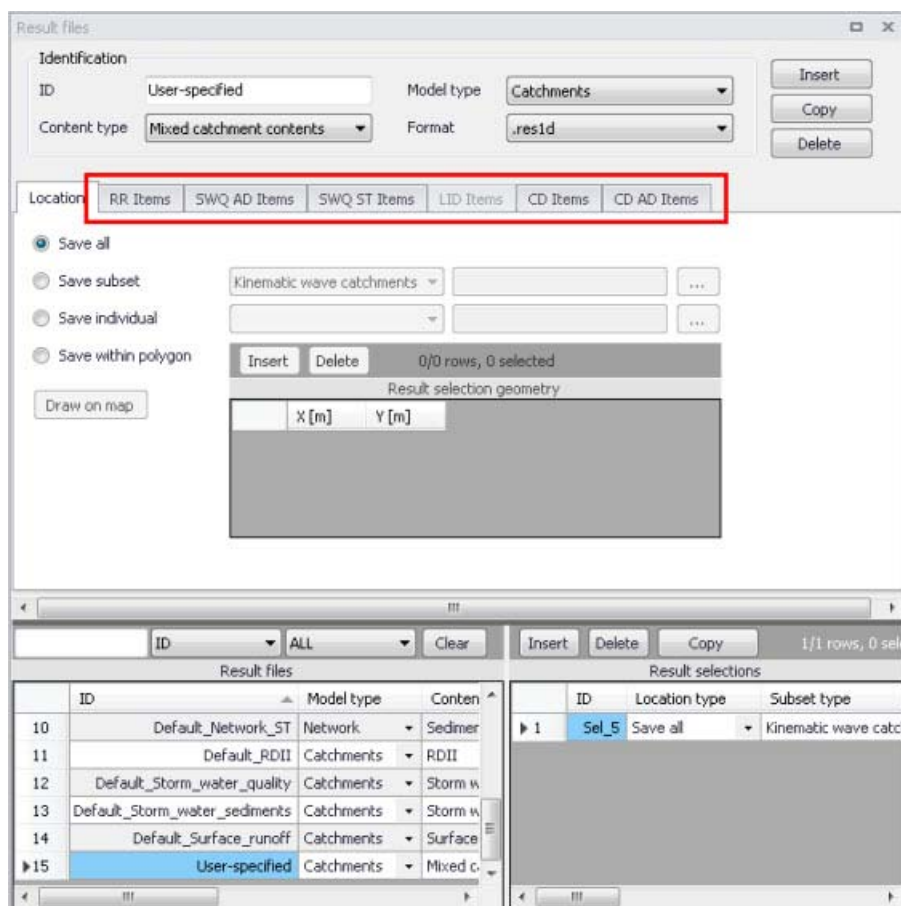 Result files
Identification
ID User-specified Model type Catchments
Content type Mixed catchment contents Format .res1d
Insert
Copy
Delete
Location RR Items SWQ AD Items SWQ ST Items LID Items CD Items CD AD Items
Save all
Save subset Kinematic wave catchments ...
Save individual ...
Save within polygon Insert Delete 0/0 rows, 0 selected
Result selection geometry
Draw on map
X [m] Y [m]
ID ALL Clear Insert Delete Copy 1/1 rows, 0 sel
Result files Result selections
ID Model type Conten ID Location type Subset type
10 Default_Network_ST Network Sedimer 1 Sel_5 Save all Kinematic wave catc
11 Default_RDII Catchments RDII
12 Default_Storm_water_quality Catchments Storm w
13 Default_Storm_water_sediments Catchments Storm w
14 Default_Surface_runoff Catchments Surface
15 User-specified Catchments Mixed c